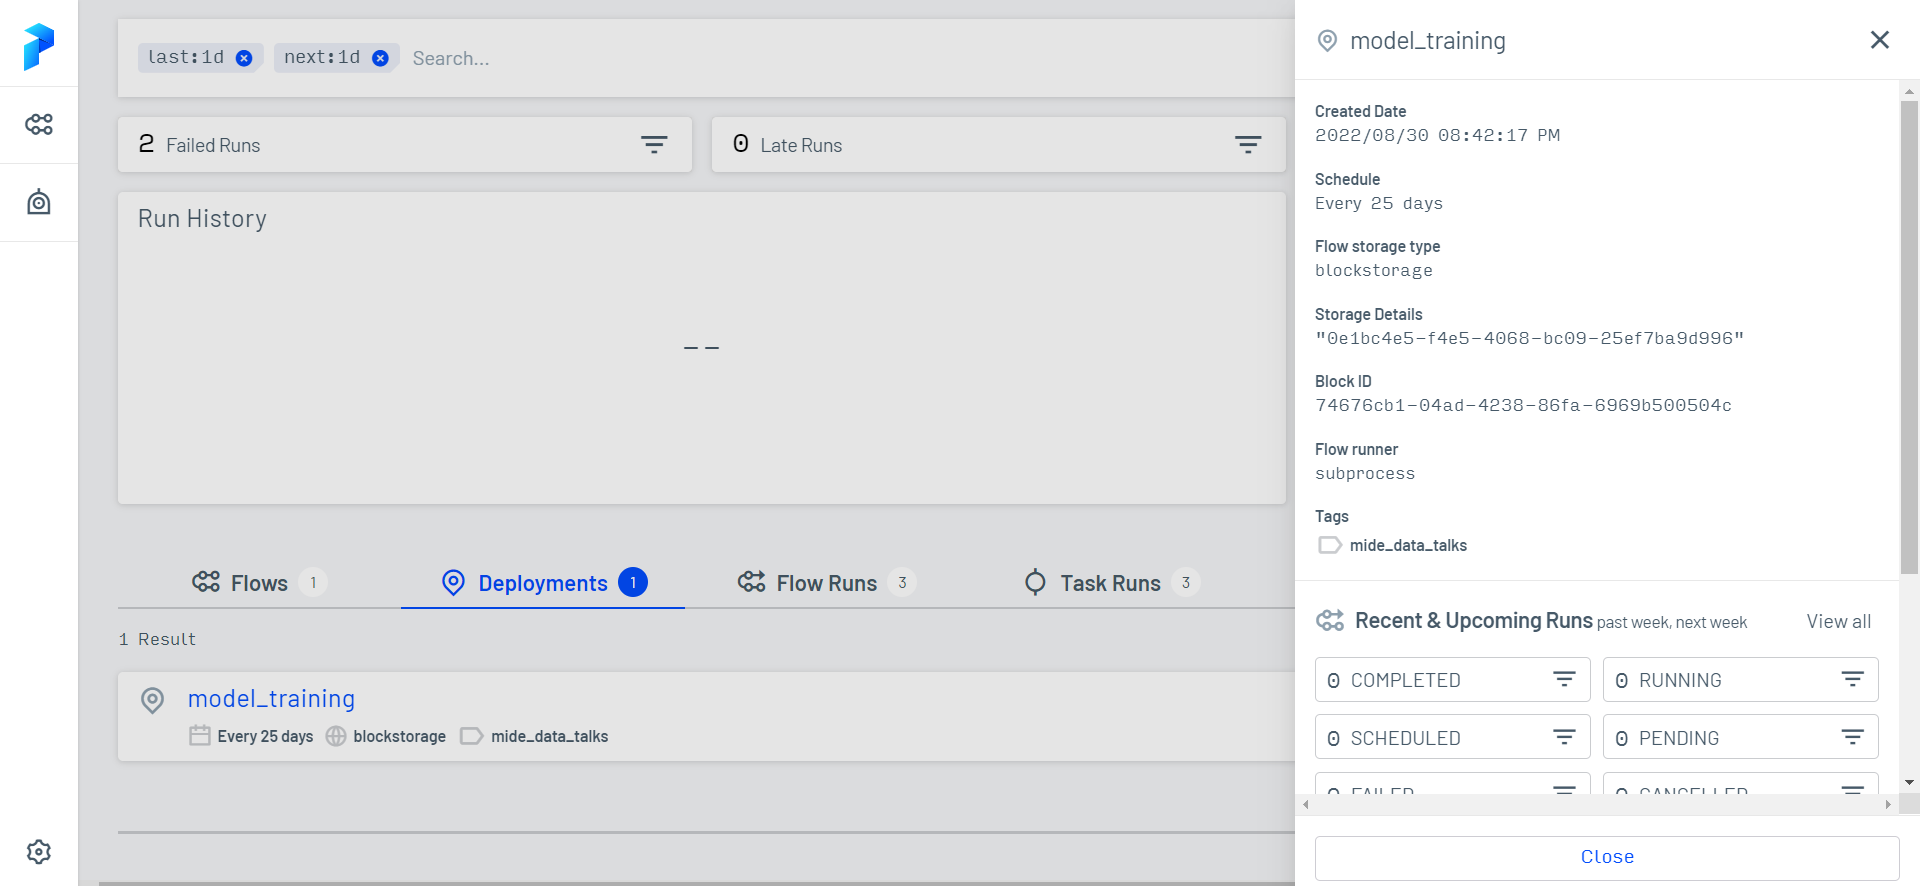 last:1d next:1d Search...
2 Failed Runs
0 Late Runs
Run History
--
Flows 1
Deployments 1
Flow Runs 3
Task Runs 3
1 Result
model_training
Every 25 days blockstorage mide_data_talks
model_training
Created Date
2022/08/30 08:42:17 PM
Schedule
Every 25 days
Flow storage type
blockstorage
Storage Details
"0e1bc4e5-f4e5-4068-bc09-25ef7ba9d996"
Block ID
74676cb1-04ad-4238-86fa-6969b500504c
Flow runner
subprocess
Tags
mide_data_talks
Recent & Upcoming Runs past week, next week View all
0 COMPLETED
0 RUNNING
0 SCHEDULED
0 PENDING
0 FAILED
0 CANCELLED
Close